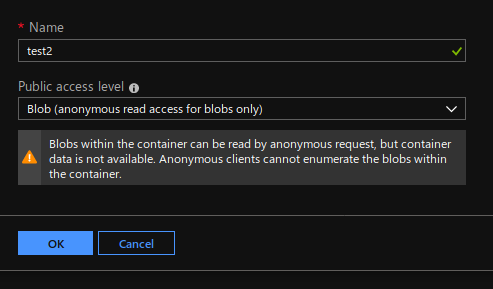 * Name
test2
Public access level
Blob (anonymous read access for blobs only)
Blobs within the container can be read by anonymous request, but container
data is not available. Anonymous clients cannot enumerate the blobs within
the container.
OK
Cancel